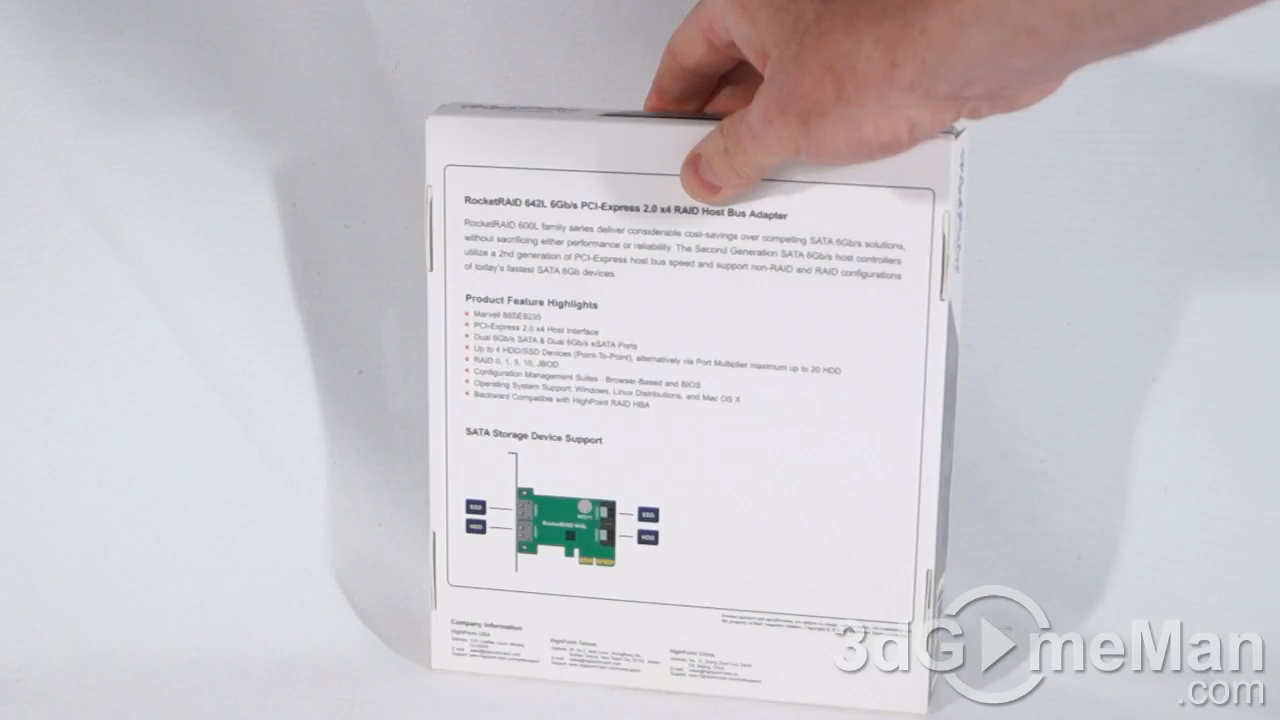 RocketRAID 642L 6Gb/s PCI-Express 2.0 x4 RAID Host Bus Adapter
RocketRAID 600L family series deliver considerable cost-savings over competing SATA 6Gb/s solutions,
without sacrificing either performance or reliability. The Second Generation SATA 6Gb/s host controllers
utilize a 2nd generation of PCI-Express host bus speed and support non-RAID and RAID configurations
of today's fastest SATA 6Gb devices.
Product Feature Highlights
Marvell 88SE9235
PCI-Express 2.0 x4 Host Interface
Dual 6Gb/s SATA & Dual 6Gb/s eSATA Ports
Up to 4 HDD/SSD Devices (Point-To-Point), alternatively via Port Multiplier maximum up to 20 HDD
RAID 0, 1, 5, 10, JBOD
Configuration Management Suites - Browser-Based and BIOS
Operating System Support: Windows, Linux Distributions, and Mac OS X
Backward Compatible with HighPoint RAID HBA
SATA Storage Device Support
SSD
HDD
RocketRAID 642L
SSD
HDD
Company Information
HighPoint USA
HighPoint Taiwan
HighPoint China
3dGameMan
.com